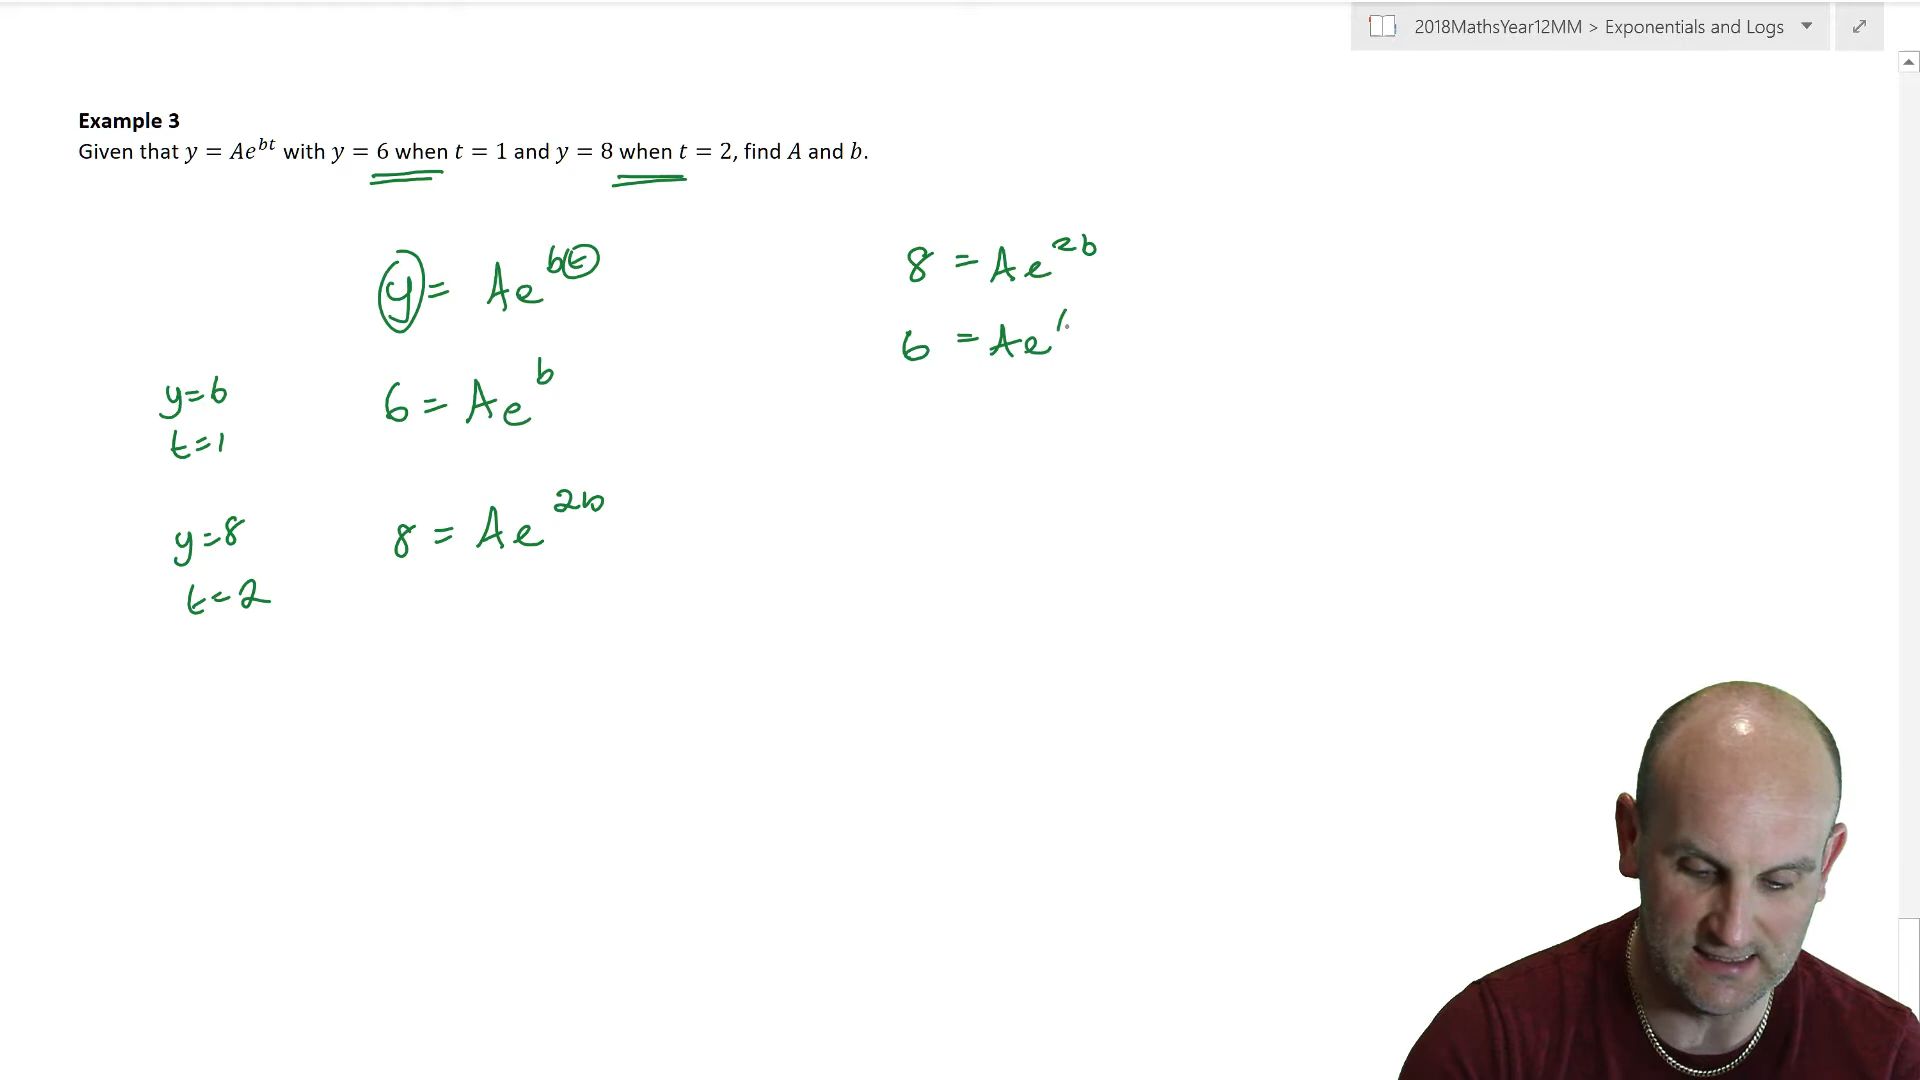 2018MathsYear12MM > Exponentials and Logs
Example 3
Given that y = Ae^{bt} with y = 6 when t = 1 and y = 8 when t = 2, find A and b.
y = Ae^{bt}
y=6
t=1
6 = Ae^{b}
y=8
t=2
8 = Ae^{2b}
8 = Ae^{2b}
6 = Ae